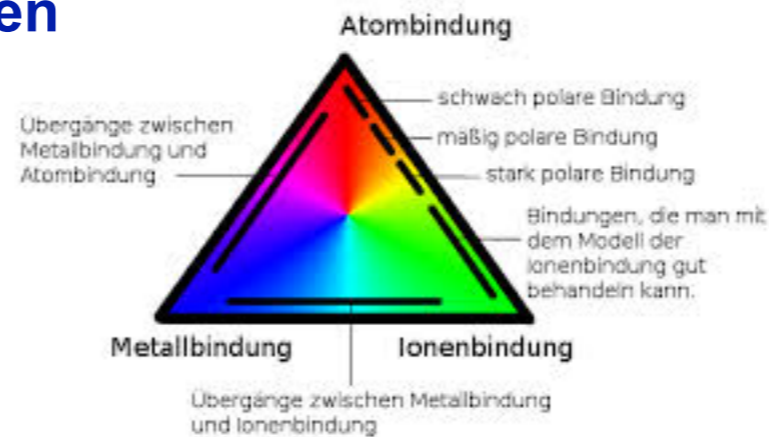 en
Atombindung
schwach polare Bindung
mäßig polare Bindung
stark polare Bindung
Übergänge zwischen
Metallbindung und
Atombindung
Bindungen, die man mit
dem Modell der
Ionenbindung gut
behandeln kann.
Metallbindung
Ionenbindung
Übergänge zwischen Metallbindung
und Ionenbindung